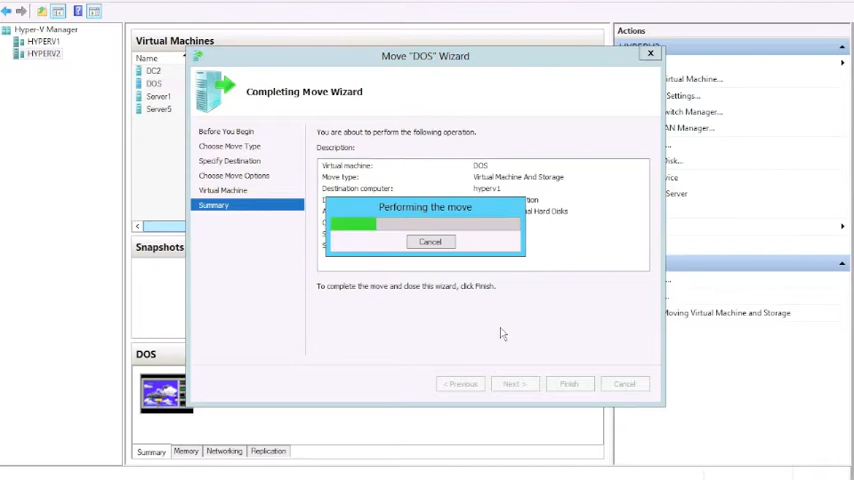 Hyper-V Manager
HYPERV1
HYPERV2
Virtual Machines
Name
DC2
DOS
Server1
Server5
Snapshots
DOS
Summary Memory Networking Replication
Move "DOS" Wizard
Completing Move Wizard
Before You Begin
Choose Move Type
Specify Destination
Choose Move Options
Virtual Machine
Summary
You are about to perform the following operation.
Description:
Virtual machine: DOS
Move type: Virtual Machine And Storage
Destination computer: hyperv1
Hard Disks
Performing the move
Cancel
To complete the move and close this wizard, click Finish.
< Previous Next > Finish Cancel
Actions
Machine...
Settings...
Manager...
Manager...
Disk...
Server
Moving Virtual Machine and Storage